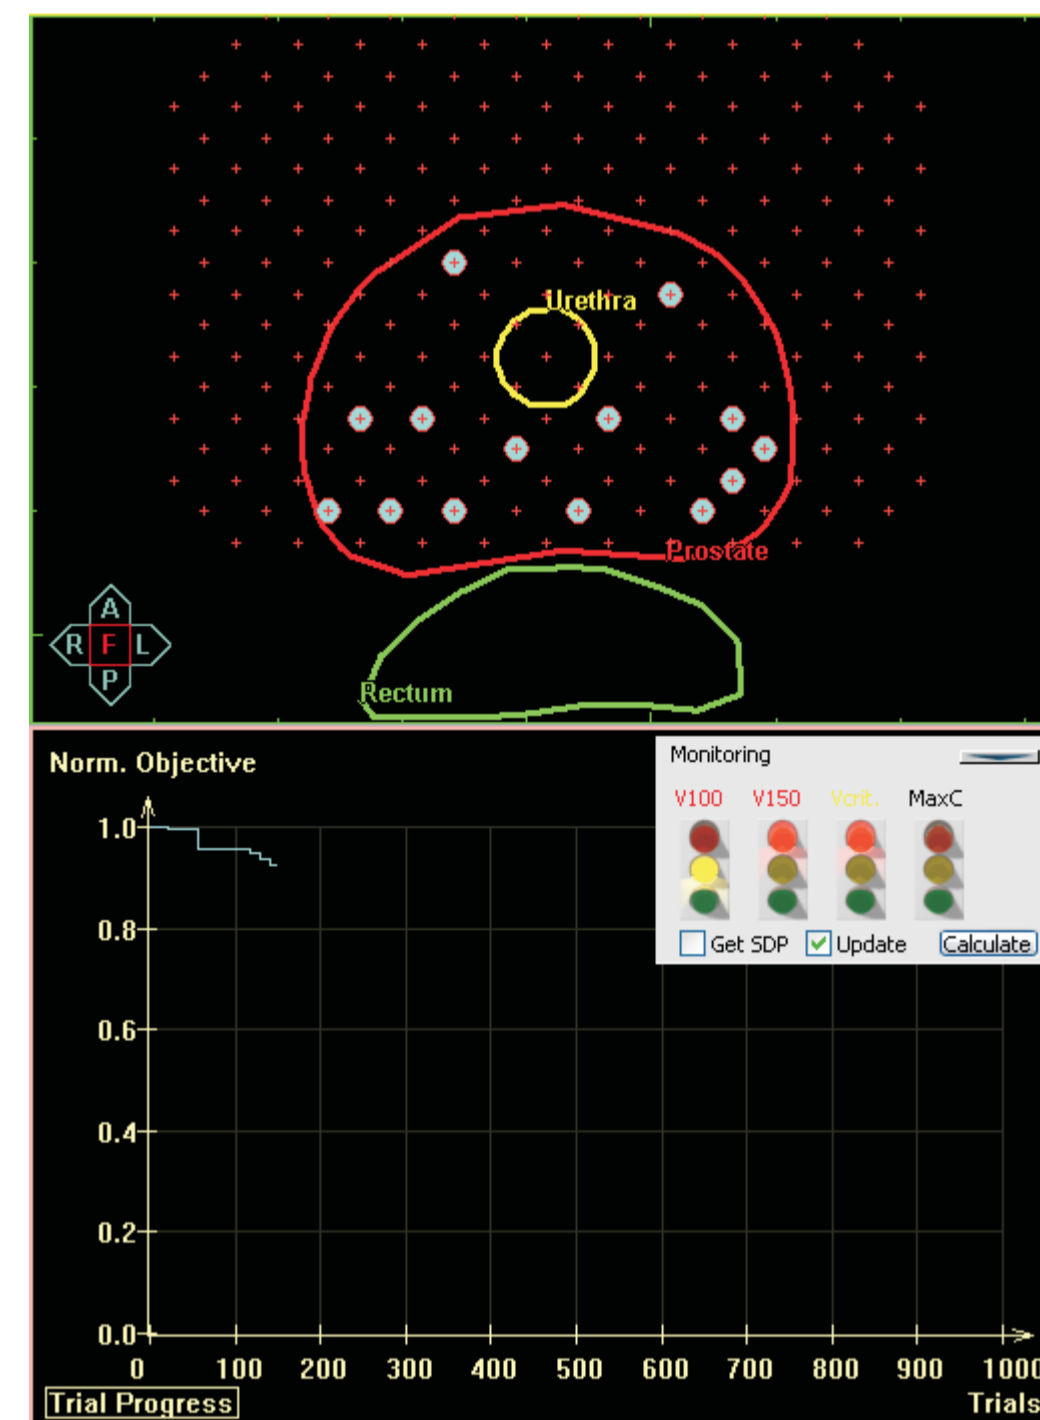 Urethra
Prostate
A
R F L
P
Rectum
Norm. Objective
Monitoring
V100 V150 Vcrit. MaxC
Get SDP Update Calculate
1.0
0.8
0.6
0.4
0.2
0.0
0 100 200 300 400 500 600 700 800 900 1000
Trial Progress Trials